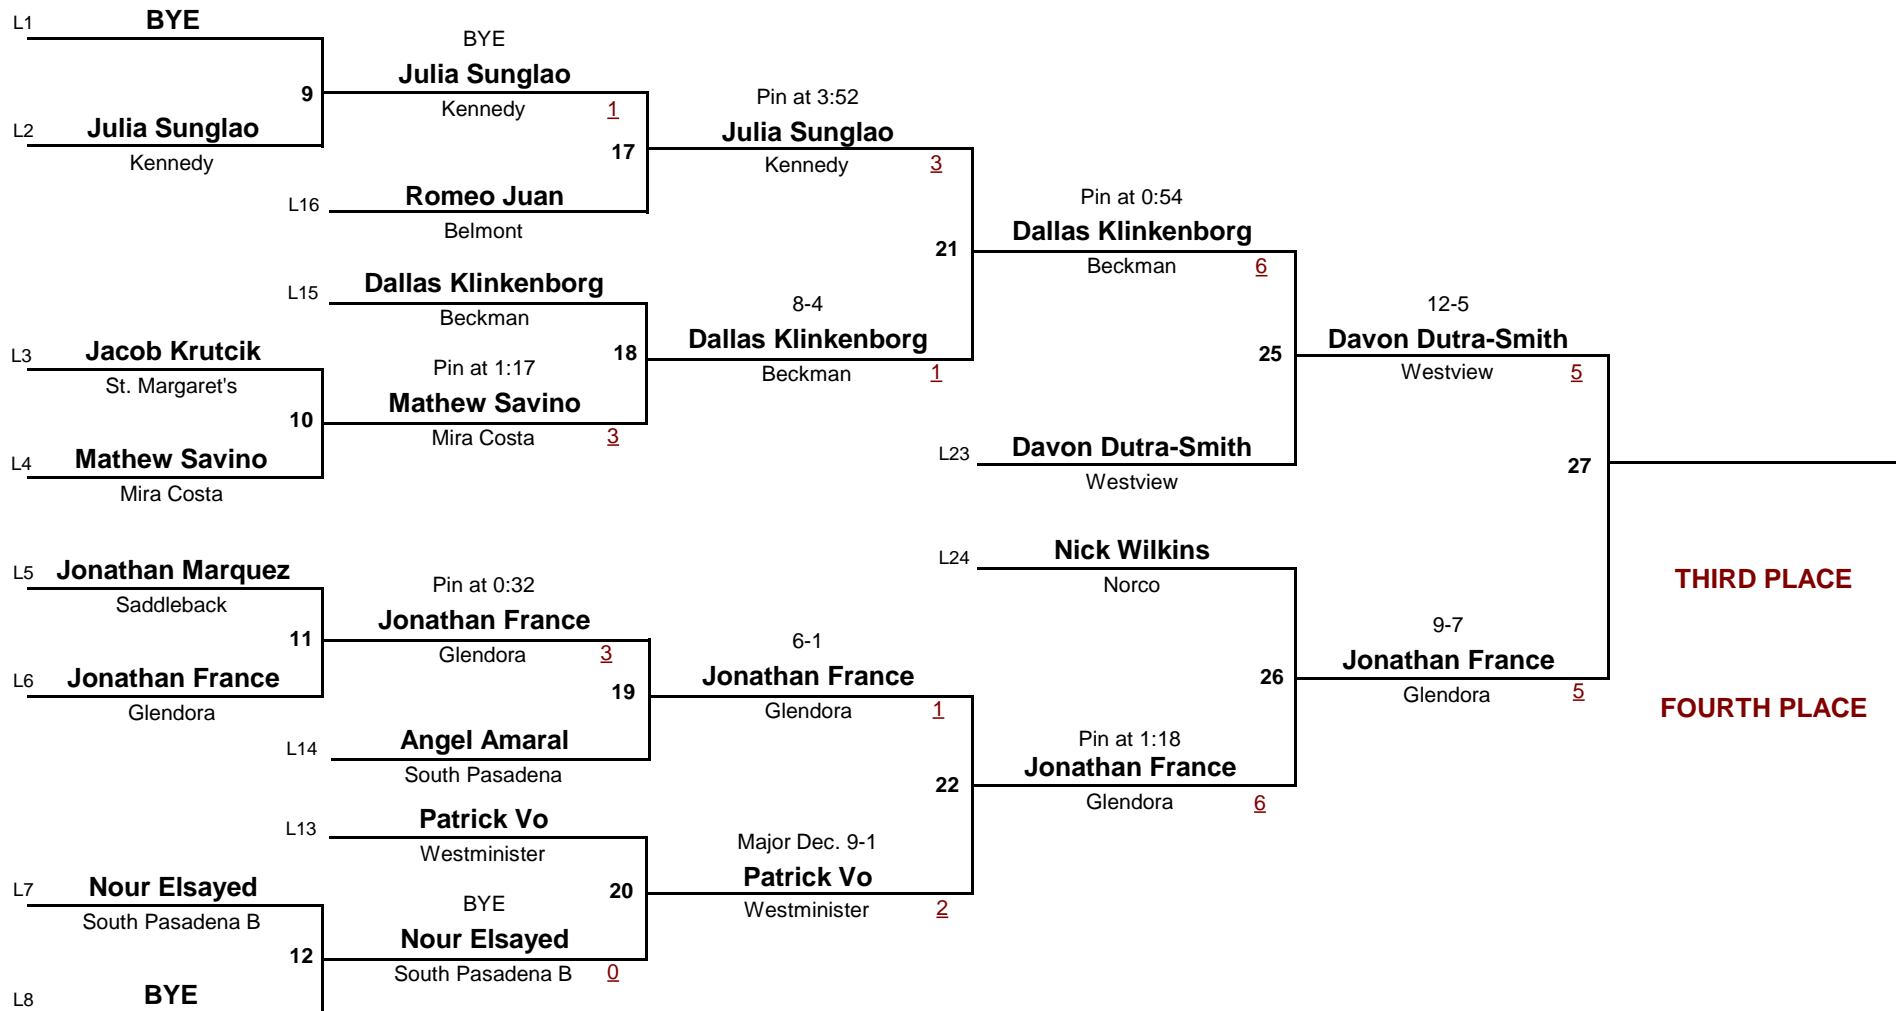 L1 BYE
BYE
Julia Sunglao
9
Kennedy 1
Pin at 3:52
L2 Julia Sunglao
Julia Sunglao
Kennedy
17
Kennedy 3
L16 Romeo Juan
Pin at 0:54
Belmont
Dallas Klinkenborg
21
Beckman 6
L15 Dallas Klinkenborg
Beckman
8-4
12-5
Dallas Klinkenborg
Davon Dutra-Smith
L3 Jacob Krutcik
18
25
St. Margaret's
Pin at 1:17
Beckman 1
Westview 5
Mathew Savino
10
Mira Costa 3
L4 Mathew Savino
L23 Davon Dutra-Smith
27
Mira Costa
Westview
L24 Nick Wilkins
L5 Jonathan Marquez
Pin at 0:32
Norco
THIRD PLACE
Saddleback
Jonathan France
11
Glendora 3
6-1
9-7
L6 Jonathan France
Jonathan France
Jonathan France
19
26
Glendora
Glendora 1
Glendora 5
FOURTH PLACE
L14 Angel Amaral
Pin at 1:18
South Pasadena
Jonathan France
22
Glendora 6
L13 Patrick Vo
Westminister
Major Dec. 9-1
L7 Nour Elsayed
Patrick Vo
20
South Pasadena B
BYE
Westminister 2
Nour Elsayed
12
South Pasadena B 0
L8 BYE